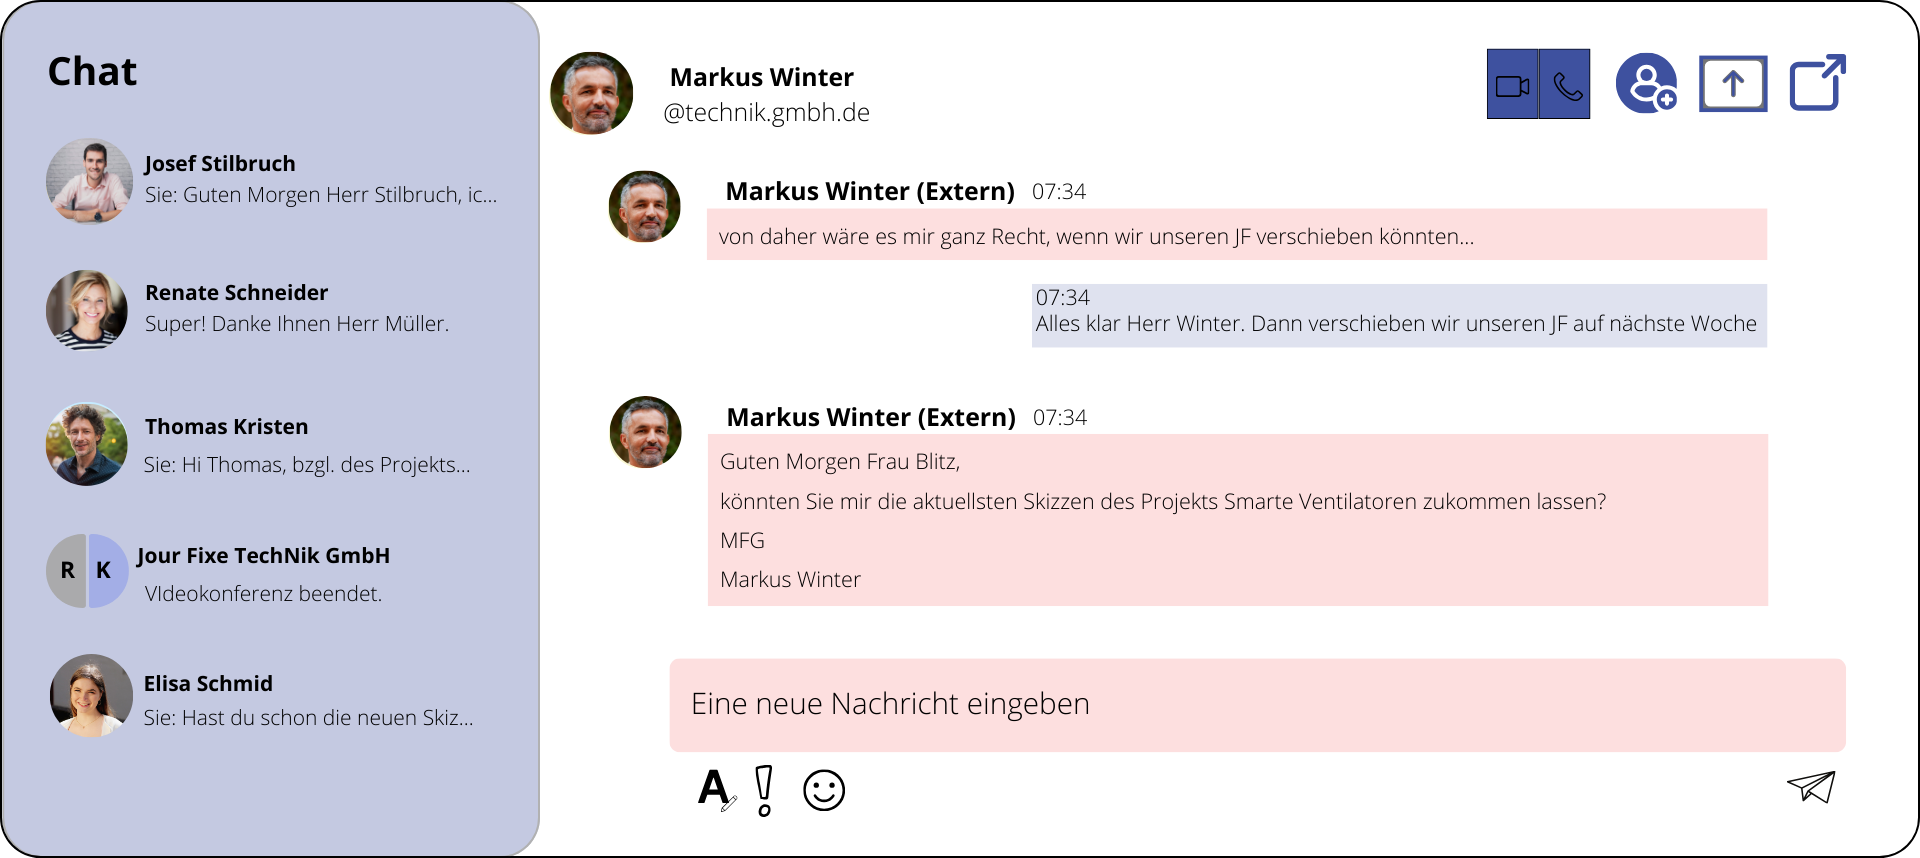 Chat
Josef Stilbruch
Sie: Guten Morgen Herr Stilbruch, ic...
Renate Schneider
Super! Danke Ihnen Herr Müller.
Thomas Kristen
Sie: Hi Thomas, bzgl. des Projekts...
R K
Jour Fixe TechNik GmbH
VIdeokonferenz beendet.
Elisa Schmid
Sie: Hast du schon die neuen Skiz...
Markus Winter
@technik.gmbh.de
Markus Winter (Extern) 07:34
von daher wäre es mir ganz Recht, wenn wir unseren JF verschieben könnten...
07:34
Alles klar Herr Winter. Dann verschieben wir unseren JF auf nächste Woche
Markus Winter (Extern) 07:34
Guten Morgen Frau Blitz,
könnten Sie mir die aktuellsten Skizzen des Projekts Smarte Ventilatoren zukommen lassen?
MFG
Markus Winter
Eine neue Nachricht eingeben
A !